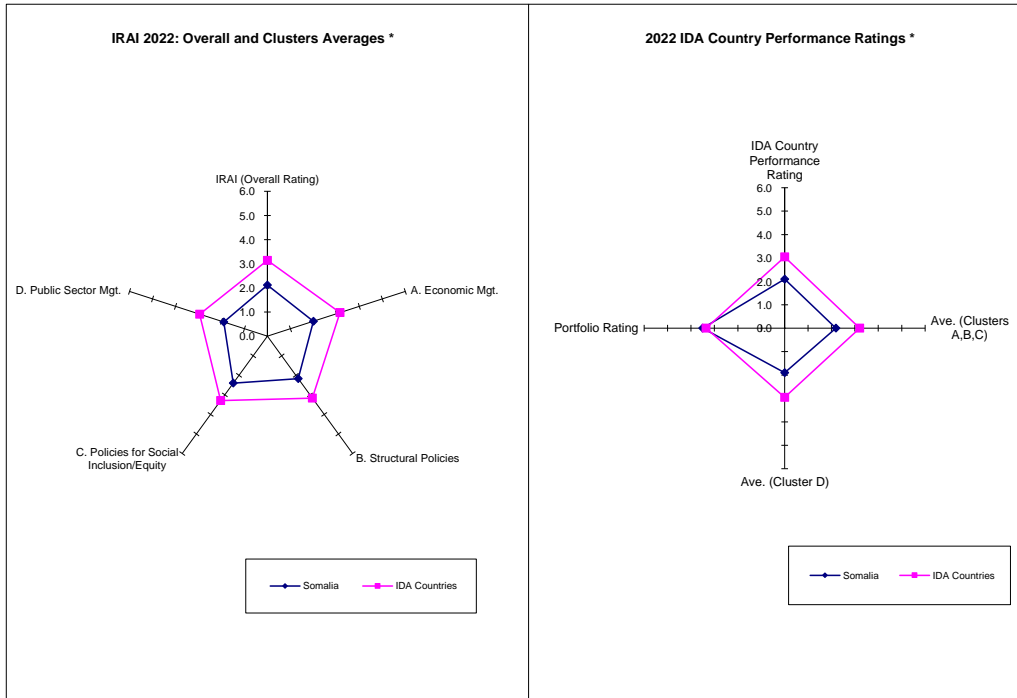 IRAI 2022: Overall and Clusters Averages *
IRAI (Overall Rating)
6.0
5.0
4.0
3.0
2.0
1.0
0.0
A. Economic Mgt.
B. Structural Policies
C. Policies for Social
Inclusion/Equity
D. Public Sector Mgt.
Somalia
IDA Countries
2022 IDA Country Performance Ratings *
IDA Country
Performance
Rating
6.0
5.0
4.0
3.0
2.0
1.0
0.0
Ave. (Clusters
A,B,C)
Ave. (Cluster D)
Portfolio Rating
Somalia
IDA Countries